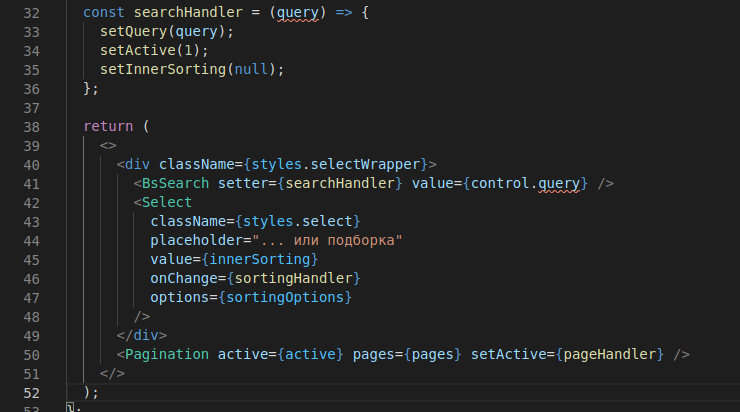 32 const searchHandler = (query) => {
33 setQuery(query);
34 setActive(1);
35 setInnerSorting(null);
36 };
37
38 return (
39 <>
40 <div className={styles.selectWrapper}>
41 <BsSearch setter={searchHandler} value={control.query} />
42 <Select
43 className={styles.select}
44 placeholder="... или подборка"
45 value={innerSorting}
46 onChange={sortingHandler}
47 options={sortingOptions}
48 />
49 </div>
50 <Pagination active={active} pages={pages} setActive={pageHandler} />
51 </>
52 );
53 };